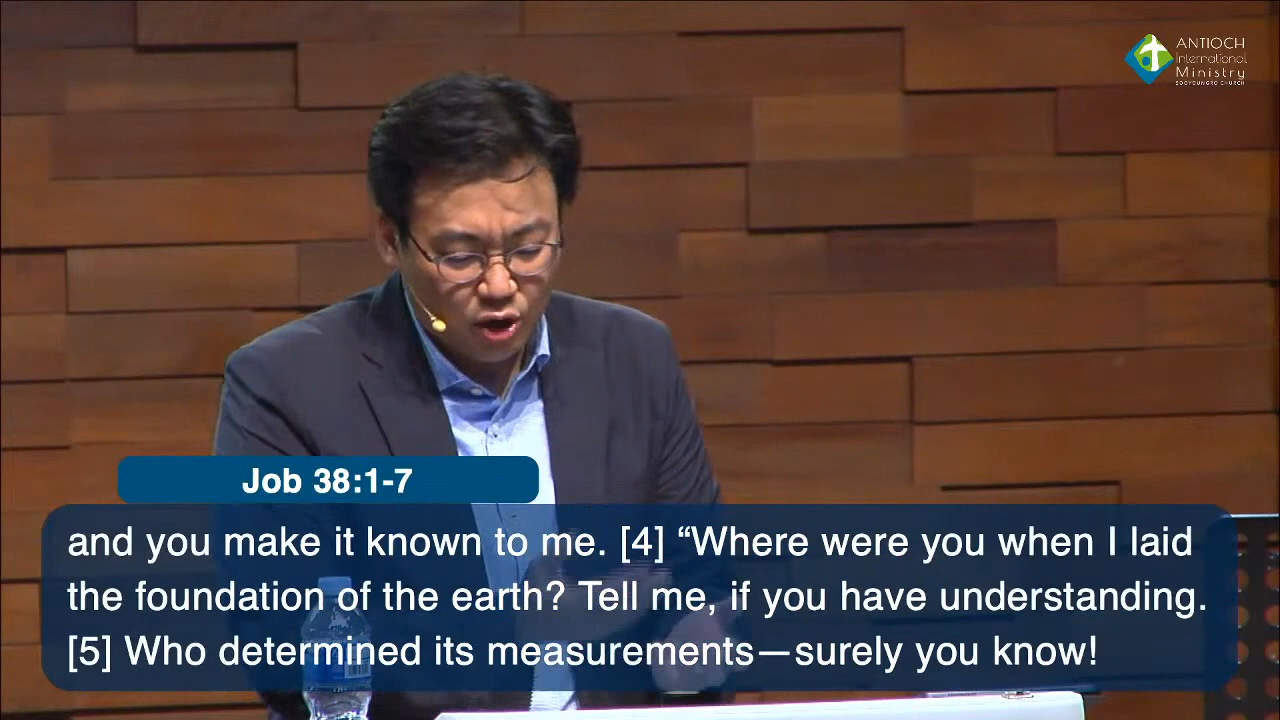 ANTIOCH
International
Ministry
SOOYOUNGRO CHURCH
Job 38:1-7
and you make it known to me. [4] “Where were you when I laid
the foundation of the earth? Tell me, if you have understanding.
[5] Who determined its measurements—surely you know!